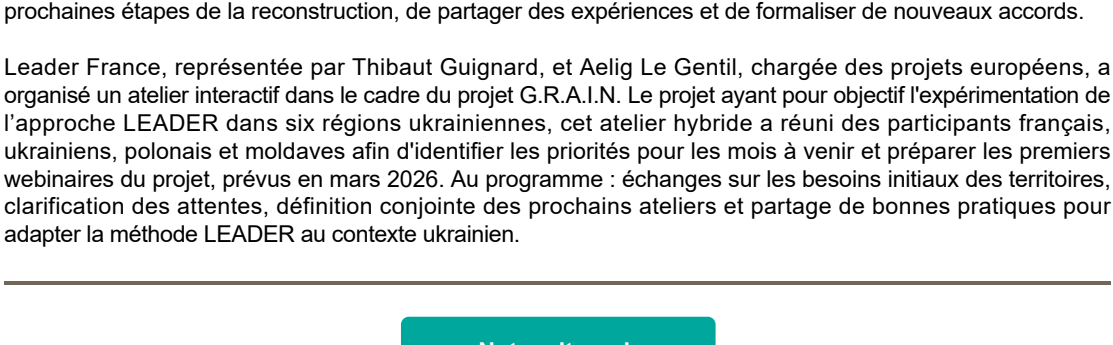 prochaines étapes de la reconstruction, de partager des expériences et de formaliser de nouveaux accords.
Leader France, représentée par Thibaut Guignard, et Aelig Le Gentil, chargée des projets européens, a
organisé un atelier interactif dans le cadre du projet G.R.A.I.N. Le projet ayant pour objectif l'expérimentation de
l’approche LEADER dans six régions ukrainiennes, cet atelier hybride a réuni des participants français,
ukrainiens, polonais et moldaves afin d'identifier les priorités pour les mois à venir et préparer les premiers
webinaires du projet, prévus en mars 2026. Au programme : échanges sur les besoins initiaux des territoires,
clarification des attentes, définition conjointe des prochains ateliers et partage de bonnes pratiques pour
adapter la méthode LEADER au contexte ukrainien.